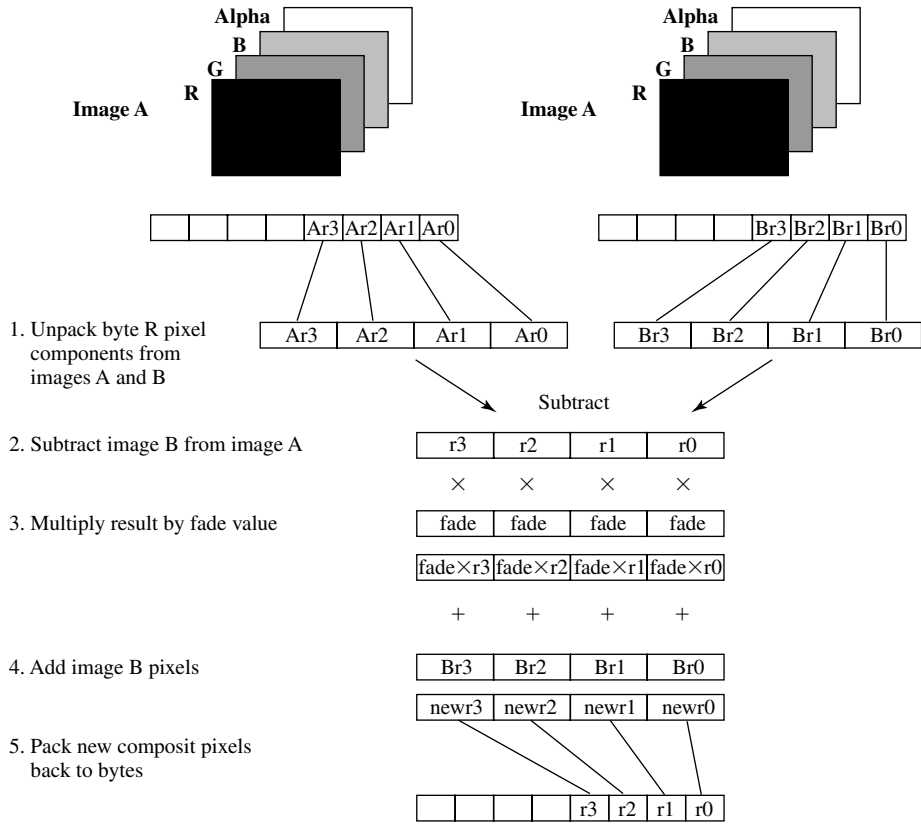 Alpha
B
G
R
Image A
Alpha
B
G
R
Image A
Ar3 Ar2 Ar1 Ar0
Br3 Br2 Br1 Br0
1. Unpack byte R pixel
components from
images A and B
Ar3 Ar2 Ar1 Ar0
Br3 Br2 Br1 Br0
Subtract
2. Subtract image B from image A
r3 r2 r1 r0
× × × ×
3. Multiply result by fade value
fade fade fade fade
fade×r3 fade×r2 fade×r1 fade×r0
+ + + +
4. Add image B pixels
Br3 Br2 Br1 Br0
newr3 newr2 newr1 newr0
5. Pack new composit pixels
back to bytes
r3 r2 r1 r0